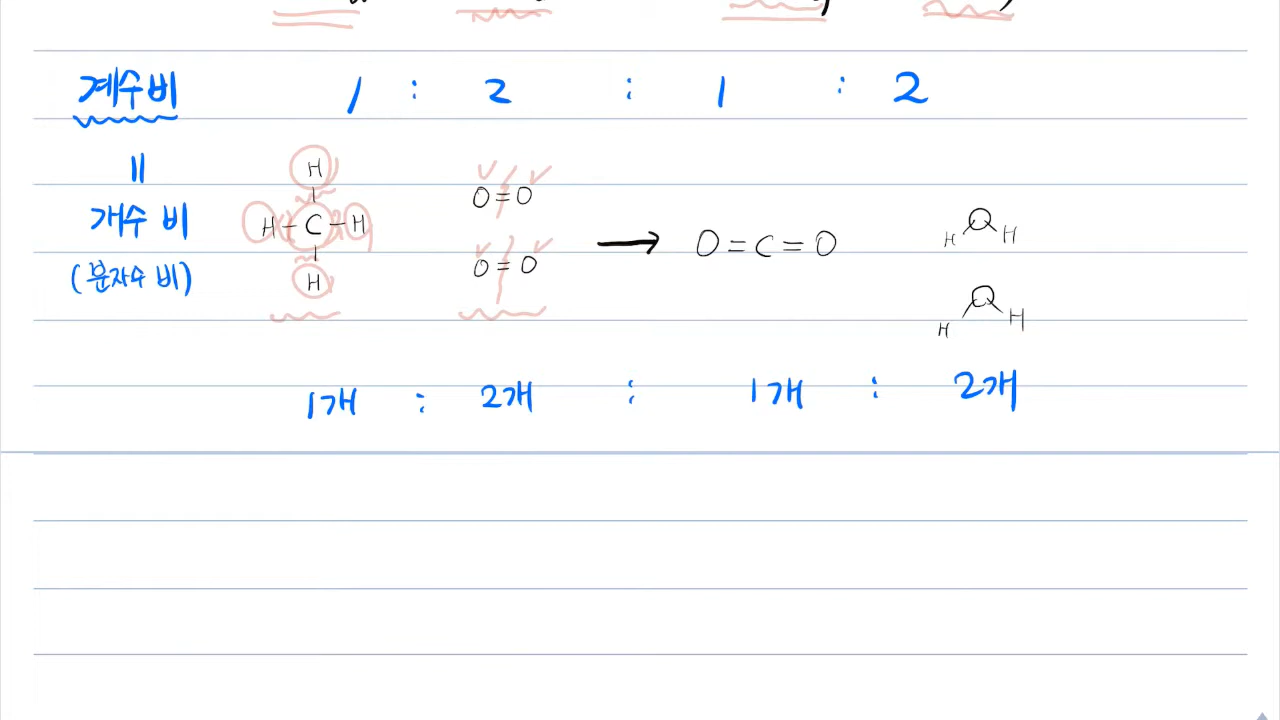 계수비 1 : 2 : 1 : 2
||
개수 비
(분자수 비)
H
H-C-H
H
O=O
O=O
→
O=C=O
O
H H
O
H H
1개 : 2개 : 1개 : 2개